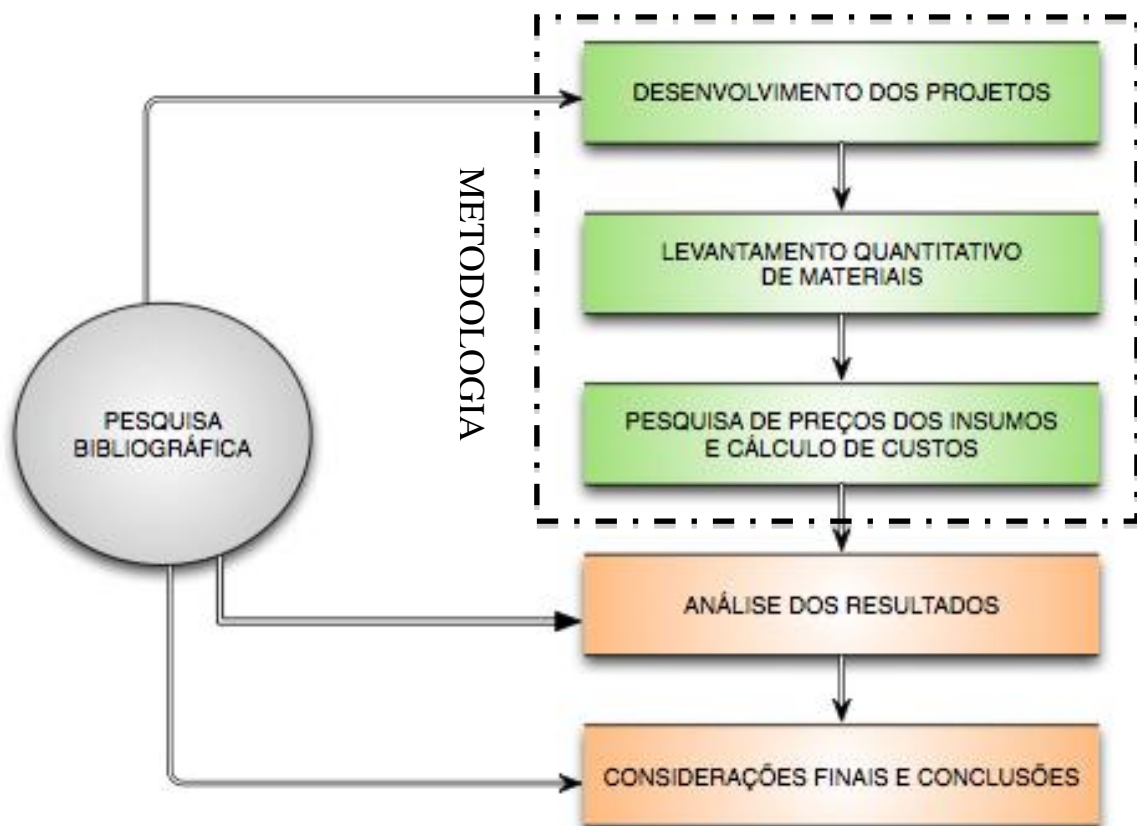 DESENVOLVIMENTO DOS PROJETOS
METODOLOGIA
LEVANTAMENTO QUANTITATIVO
DE MATERIAIS
PESQUISA
BIBLIOGRÁFICA
PESQUISA DE PREÇOS DOS INSUMOS
E CÁLCULO DE CUSTOS
ANÁLISE DOS RESULTADOS
CONSIDERAÇÕES FINAIS E CONCLUSÕES